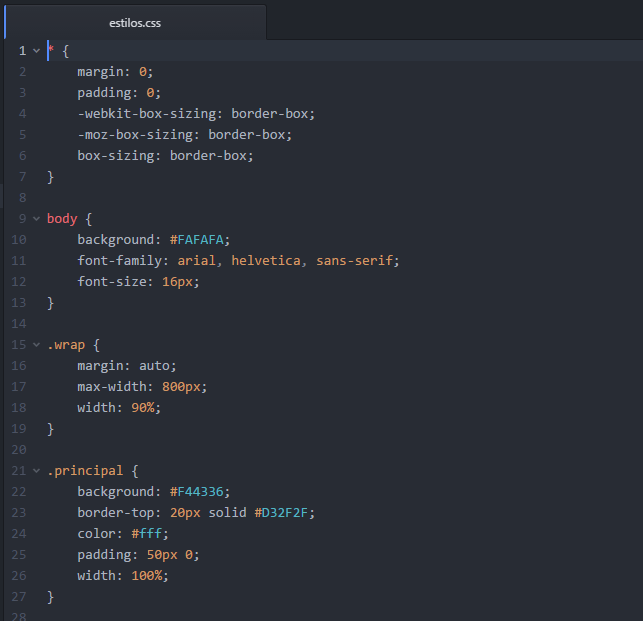 estilos.css
1 * {
2     margin: 0;
3     padding: 0;
4     -webkit-box-sizing: border-box;
5     -moz-box-sizing: border-box;
6     box-sizing: border-box;
7 }
8
9 body {
10     background: #FAFAFA;
11     font-family: arial, helvetica, sans-serif;
12     font-size: 16px;
13 }
14
15 .wrap {
16     margin: auto;
17     max-width: 800px;
18     width: 90%;
19 }
20
21 .principal {
22     background: #F44336;
23     border-top: 20px solid #D32F2F;
24     color: #fff;
25     padding: 50px 0;
26     width: 100%;
27 }
28